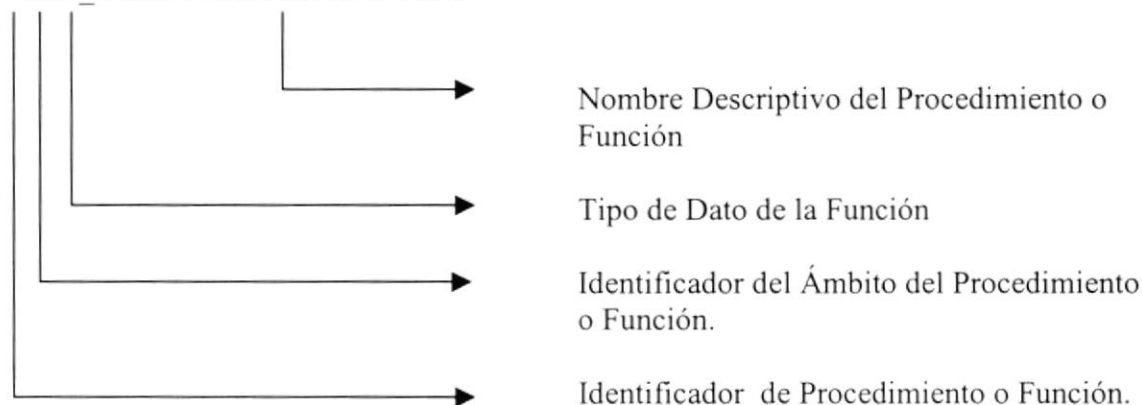 Nombre Descriptivo del Procedimiento o
Función
Tipo de Dato de la Función
Identificador del Ámbito del Procedimiento
o Función.
Identificador de Procedimiento o Función.